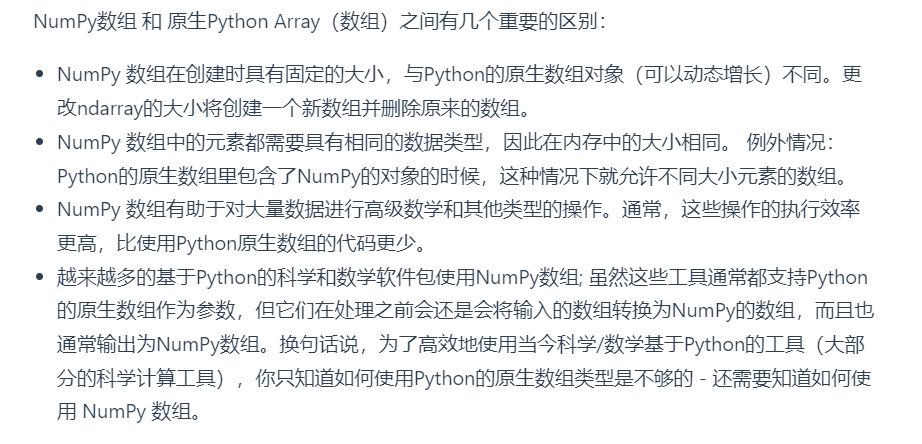 NumPy数组 和 原生Python Array（数组）之间有几个重要的区别：
• NumPy 数组在创建时具有固定的大小，与Python的原生数组对象（可以动态增长）不同。更
改ndarray的大小将创建一个新数组并删除原来的数组。
• NumPy 数组中的元素都需要具有相同的数据类型，因此在内存中的大小相同。 例外情况：
Python的原生数组里包含了NumPy的对象的时候，这种情况下就允许不同大小元素的数组。
• NumPy 数组有助于对大量数据进行高级数学和其他类型的操作。通常，这些操作的执行效率
更高，比使用Python原生数组的代码更少。
• 越来越多的基于Python的科学和数学软件包使用NumPy数组; 虽然这些工具通常都支持Python
的原生数组作为参数，但它们在处理之前会还是会将输入的数组转换为NumPy的数组，而且也
通常输出为NumPy数组。换句话说，为了高效地使用当今科学/数学基于Python的工具（大部
分的科学计算工具），你只知道如何使用Python的原生数组类型是不够的 - 还需要知道如何使
用 NumPy 数组。